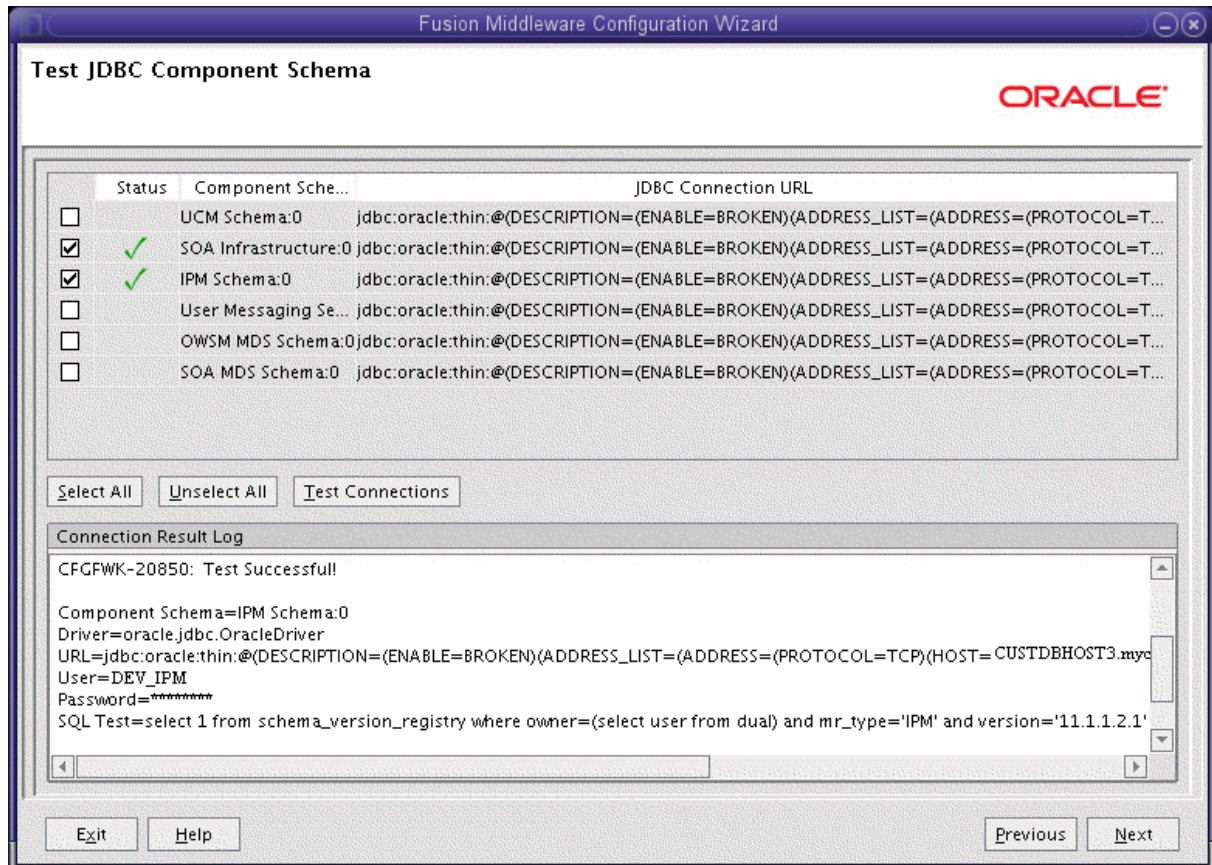 Fusion Middleware Configuration Wizard
Test JDBC Component Schema
ORACLE
Status Component Sche... JDBC Connection URL
UCM Schema:0 jdbc:oracle:thin:@(DESCRIPTION=(ENABLE=BROKEN)(ADDRESS_LIST=(ADDRESS=(PROTOCOL=T...
SOA Infrastructure:0 jdbc:oracle:thin:@(DESCRIPTION=(ENABLE=BROKEN)(ADDRESS_LIST=(ADDRESS=(PROTOCOL=T...
IPM Schema:0 jdbc:oracle:thin:@(DESCRIPTION=(ENABLE=BROKEN)(ADDRESS_LIST=(ADDRESS=(PROTOCOL=T...
User Messaging Se... jdbc:oracle:thin:@(DESCRIPTION=(ENABLE=BROKEN)(ADDRESS_LIST=(ADDRESS=(PROTOCOL=T...
OWSM MDS Schema:0 jdbc:oracle:thin:@(DESCRIPTION=(ENABLE=BROKEN)(ADDRESS_LIST=(ADDRESS=(PROTOCOL=T...
SOA MDS Schema:0 jdbc:oracle:thin:@(DESCRIPTION=(ENABLE=BROKEN)(ADDRESS_LIST=(ADDRESS=(PROTOCOL=T...
Select All Unselect All Test Connections
Connection Result Log
CFGFWK-20850: Test Successful!
Component Schema=IPM Schema:0
Driver=oracle.jdbc.OracleDriver
URL=jdbc:oracle:thin:@(DESCRIPTION=(ENABLE=BROKEN)(ADDRESS_LIST=(ADDRESS=(PROTOCOL=TCP)(HOST=CUSTDBHOST3.myc
User=DEV_IPM
Password=********
SQL Test=select 1 from schema_version_registry where owner=(select user from dual) and mr_type='IPM' and version='11.1.1.2.1'
Exit Help Previous Next